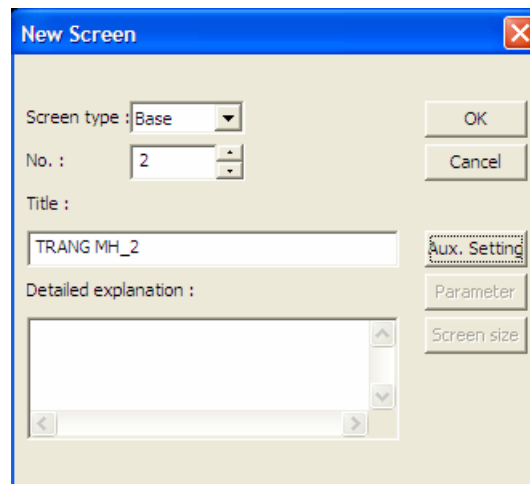 New Screen
Screen type : Base
OK
No. : 2
Cancel
Title :
TRANG MH_2
Aux. Setting
Detailed explanation :
Parameter
Screen size